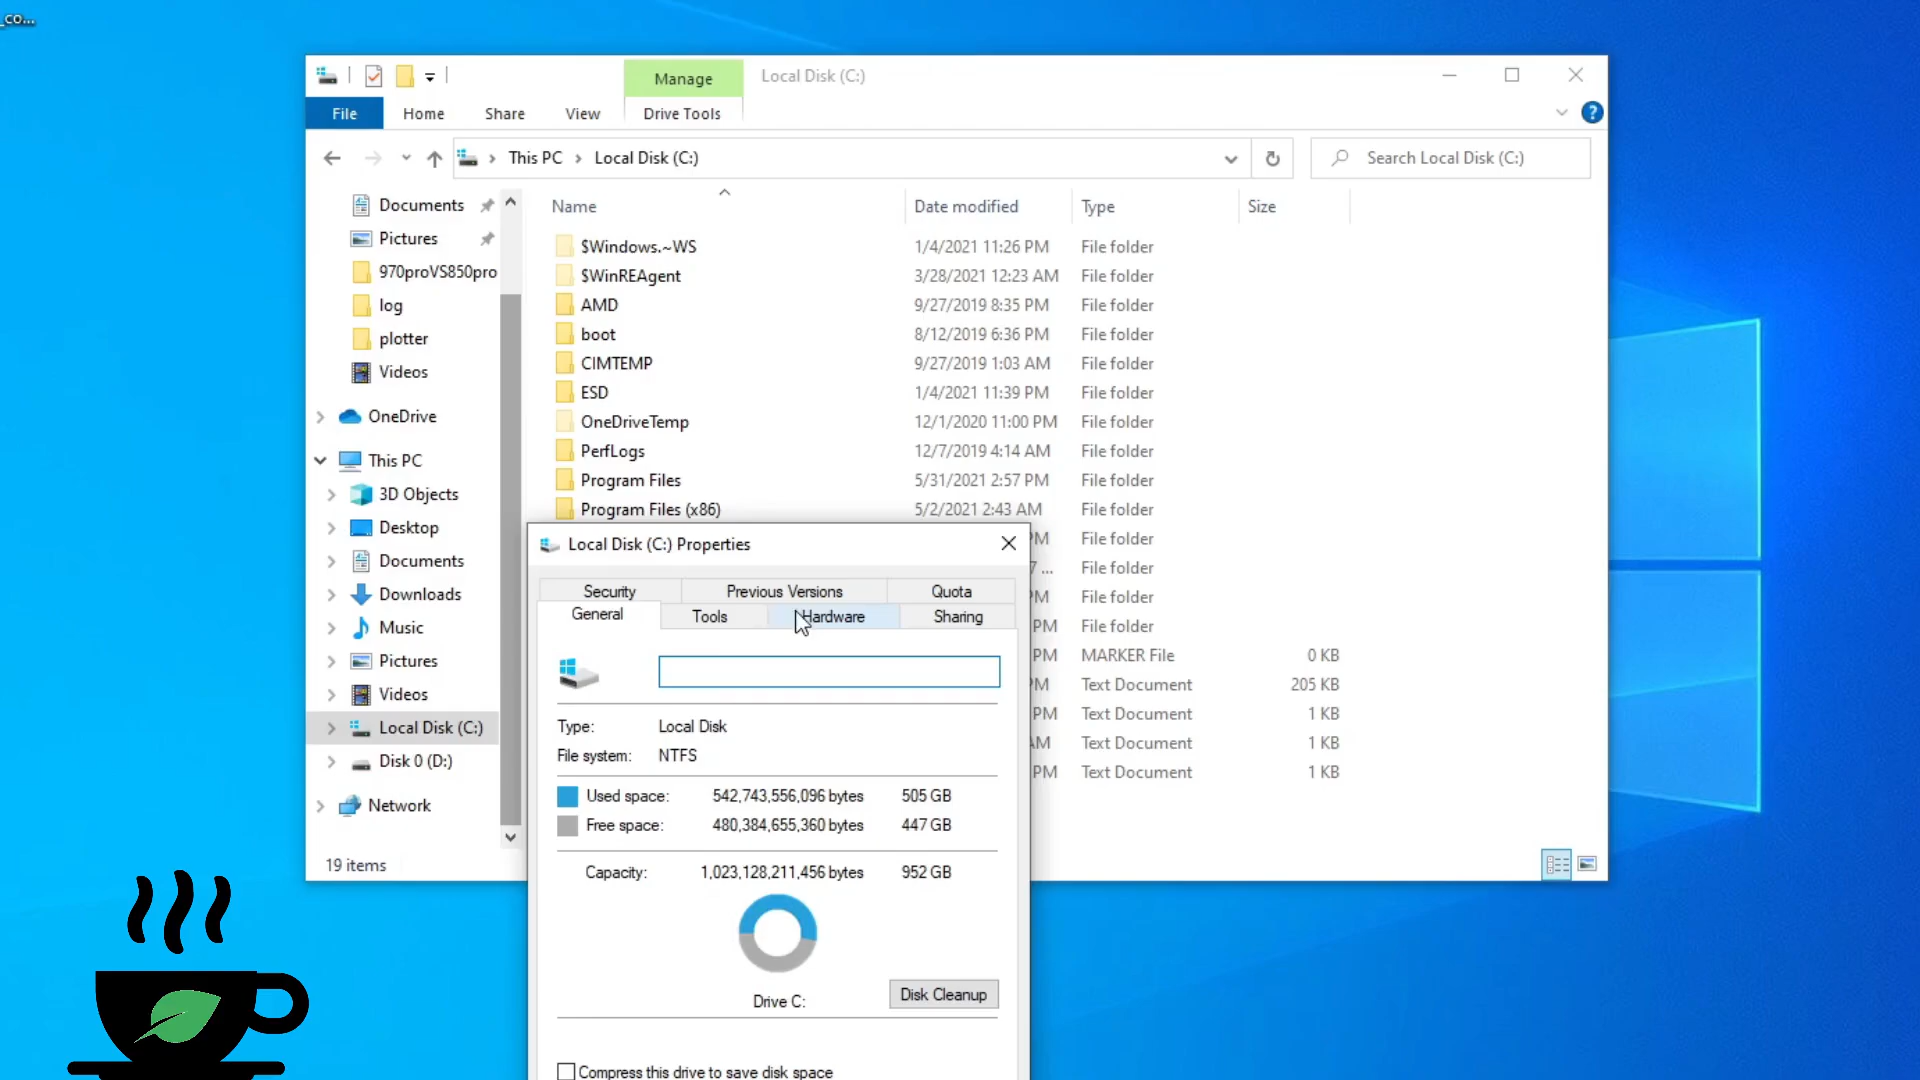 _co...
Manage
Local Disk (C:)
File Home Share View Drive Tools
This PC > Local Disk (C:)
Search Local Disk (C:)
Documents
Pictures
970proVS850pro
log
plotter
Videos
OneDrive
This PC
3D Objects
Desktop
Documents
Downloads
Music
Pictures
Videos
Local Disk (C:)
Disk 0 (D:)
Network
19 items
Name Date modified Type Size
$Windows.~WS 1/4/2021 11:26 PM File folder
$WinREAgent 3/28/2021 12:23 AM File folder
AMD 9/27/2019 8:35 PM File folder
boot 8/12/2019 6:36 PM File folder
CIMTEMP 9/27/2019 1:03 AM File folder
ESD 1/4/2021 11:39 PM File folder
OneDriveTemp 12/1/2020 11:00 PM File folder
PerfLogs 12/7/2019 4:14 AM File folder
Program Files 5/31/2021 2:57 PM File folder
Program Files (x86) 5/2/2021 2:43 AM File folder
PM File folder
7 ... File folder
PM File folder
PM File folder
PM MARKER File 0 KB
PM Text Document 205 KB
PM Text Document 1 KB
AM Text Document 1 KB
PM Text Document 1 KB
Local Disk (C:) Properties
Security Previous Versions Quota
General Tools Hardware Sharing
Type: Local Disk
File system: NTFS
Used space: 542,743,556,096 bytes 505 GB
Free space: 480,384,655,360 bytes 447 GB
Capacity: 1,023,128,211,456 bytes 952 GB
Drive C:
Disk Cleanup
Compress this drive to save disk space